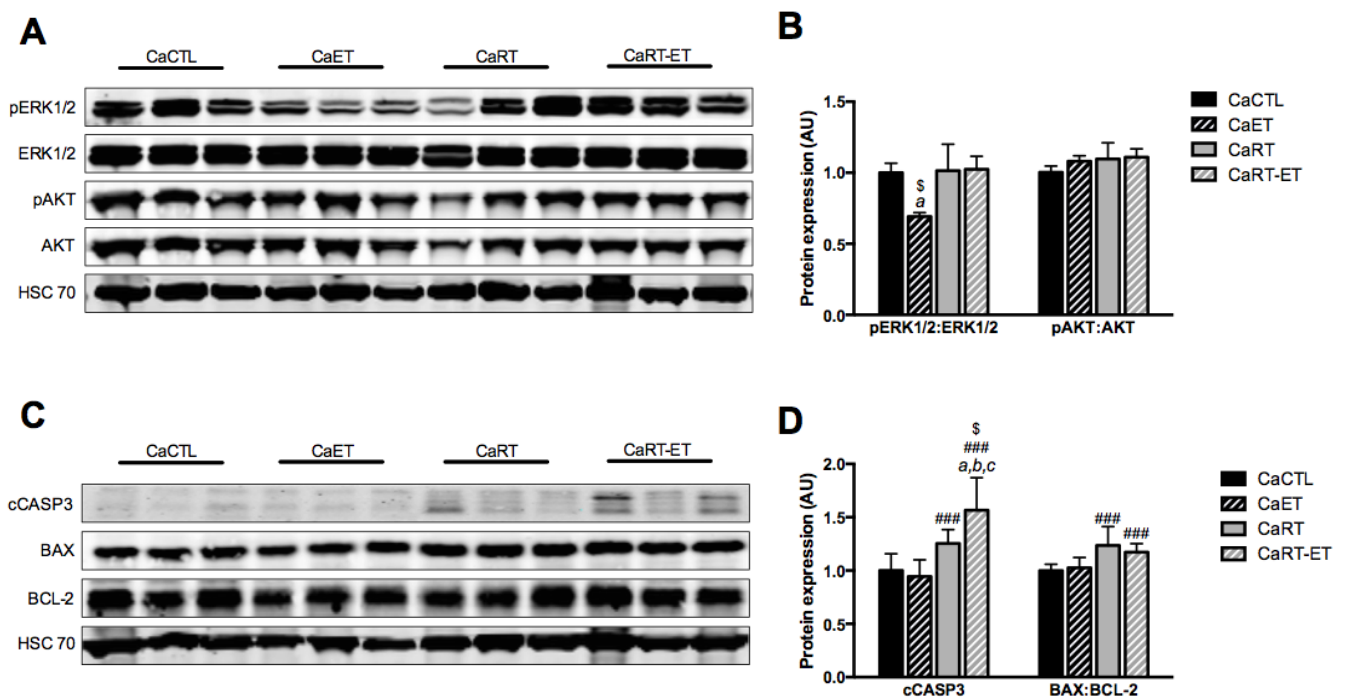 A
CaCTL CaET CaRT CaRT-ET
pERK1/2
ERK1/2
pAKT
AKT
HSC 70
B
Protein expression (AU)
1.5
1.0
0.5
0.0
$
a
pERK1/2:ERK1/2 pAKT:AKT
CaCTL
CaET
CaRT
CaRT-ET
C
CaCTL CaET CaRT CaRT-ET
cCASP3
BAX
BCL-2
HSC 70
D
Protein expression (AU)
2.0
1.5
1.0
0.5
0.0
$
###
a,b,c
###
###
###
cCASP3 BAX:BCL-2
CaCTL
CaET
CaRT
CaRT-ET